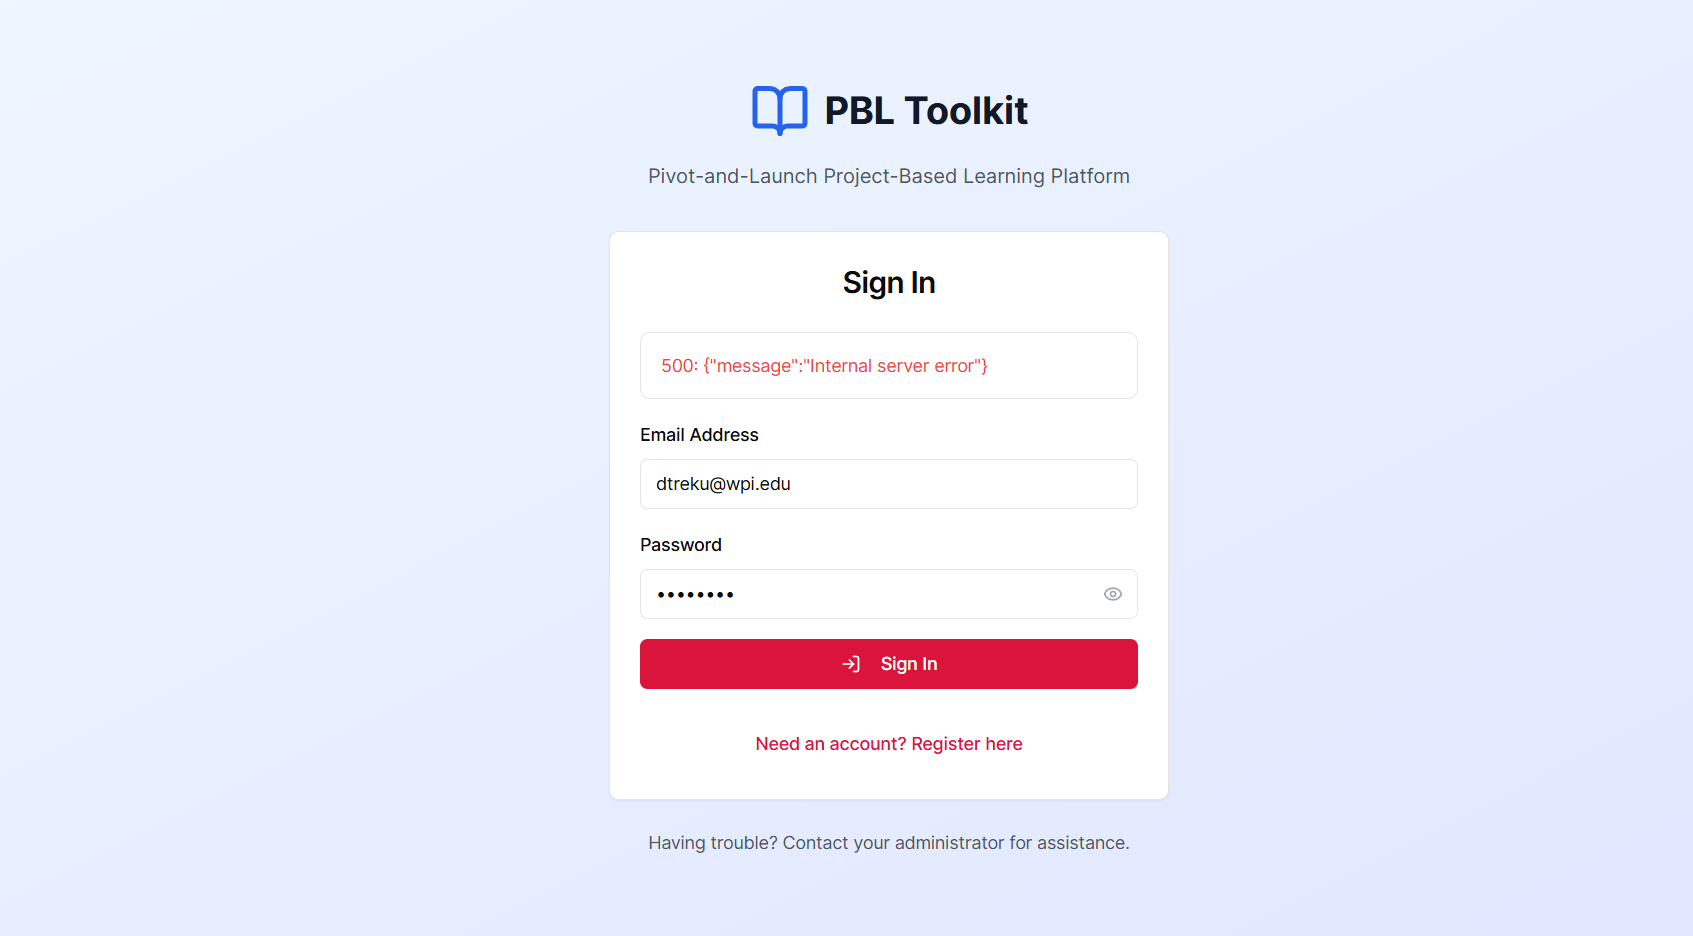 PBL Toolkit
Pivot-and-Launch Project-Based Learning Platform
Sign In
500: {"message":"Internal server error"}
Email Address
dtreku@wpi.edu
Password
••••••••
Sign In
Need an account? Register here
Having trouble? Contact your administrator for assistance.